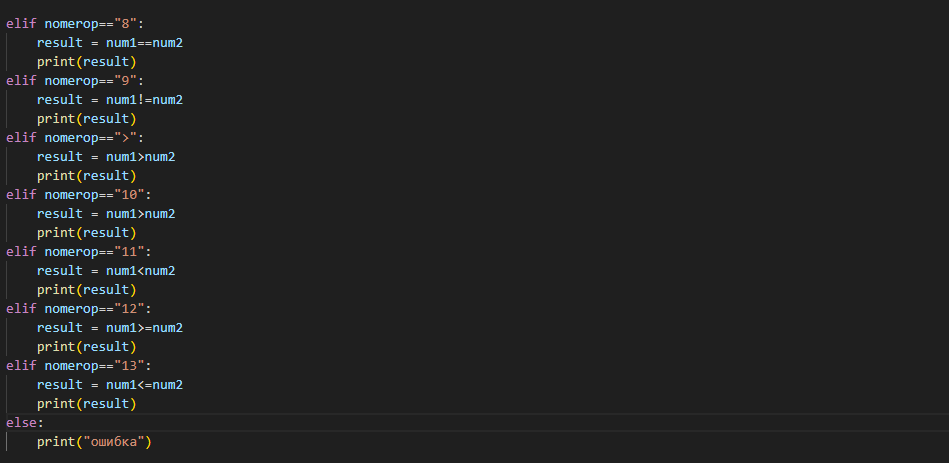 elif nomerop=="8":
    result = num1==num2
    print(result)
elif nomerop=="9":
    result = num1!=num2
    print(result)
elif nomerop==">":
    result = num1>num2
    print(result)
elif nomerop=="10":
    result = num1>num2
    print(result)
elif nomerop=="11":
    result = num1<num2
    print(result)
elif nomerop=="12":
    result = num1>=num2
    print(result)
elif nomerop=="13":
    result = num1<=num2
    print(result)
else:
    print("ошибка")